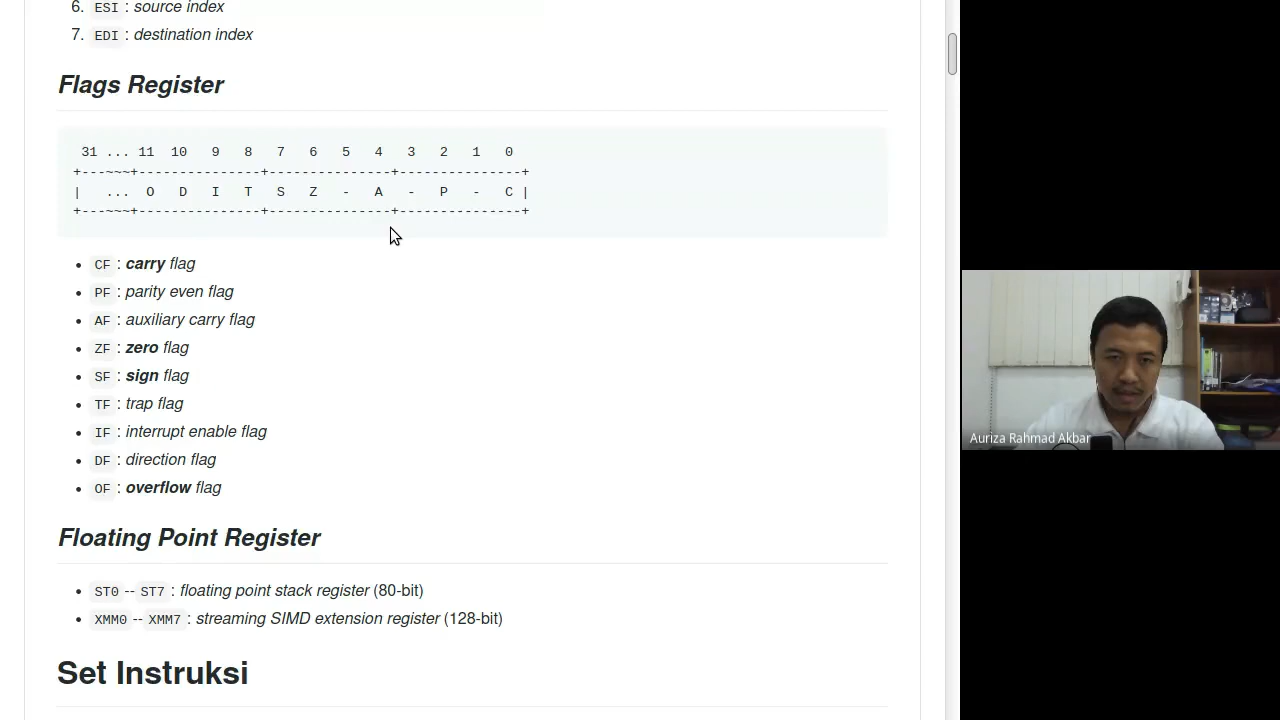 6. ESI : source index
7. EDI : destination index
Flags Register
31 ... 11 10 9 8 7 6 5 4 3 2 1 0
+---~~~+---------------+---------------+---------------+
| ... O D I T S Z - A - P - C |
+---~~~+---------------+---------------+---------------+
• CF : carry flag
• PF : parity even flag
• AF : auxiliary carry flag
• ZF : zero flag
• SF : sign flag
• TF : trap flag
• IF : interrupt enable flag
• DF : direction flag
• OF : overflow flag
Floating Point Register
• ST0 -- ST7 : floating point stack register (80-bit)
• XMM0 -- XMM7 : streaming SIMD extension register (128-bit)
Set Instruksi
Auriza Rahmad Akbar